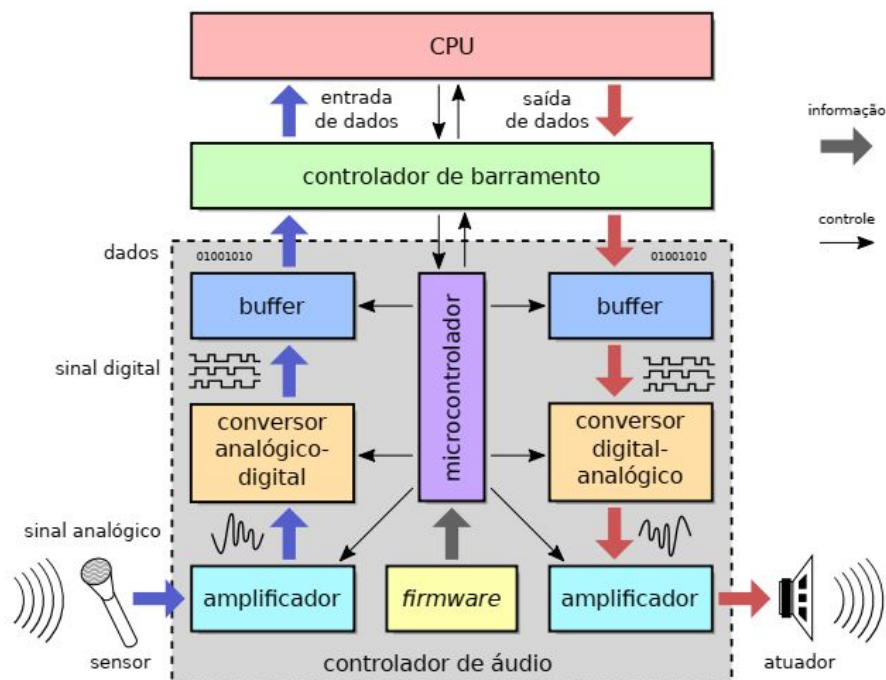 CPU
entrada
de dados
saída
de dados
informação
controlador de barramento
controle
dados
01001010
01001010
buffer
microcontrolador
buffer
sinal digital
conversor
analógico-
digital
conversor
digital-
analógico
sinal analógico
amplificador
firmware
amplificador
sensor
controlador de áudio
atuador